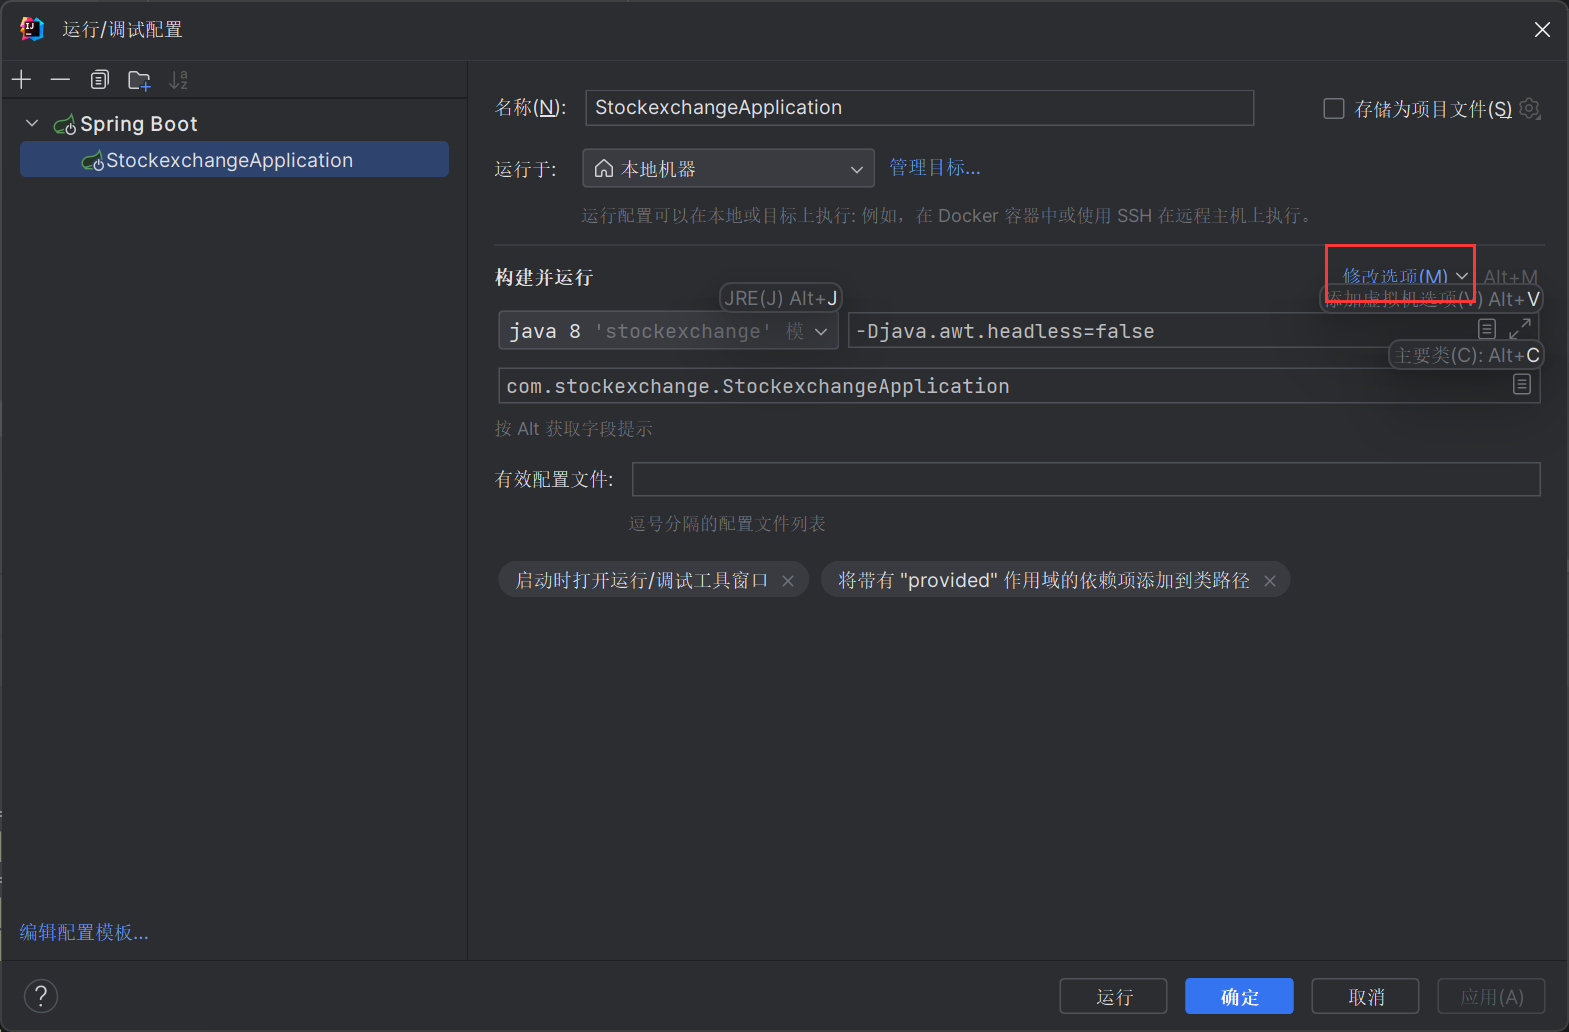 运行/调试配置
Spring Boot
StockexchangeApplication
编辑配置模板...
名称(N):
StockexchangeApplication
存储为项目文件(S)
运行于:
本地机器
管理目标...
运行配置可以在本地或目标上执行: 例如，在 Docker 容器中或使用 SSH 在远程主机上执行。
构建并运行
修改选项(M)
Alt+M
JRE(J) Alt+J
添加虚拟机选项(V) Alt+V
java 8 'stockexchange' 模
-Djava.awt.headless=false
主要类(C): Alt+C
com.stockexchange.StockexchangeApplication
按 Alt 获取字段提示
有效配置文件:
逗号分隔的配置文件列表
启动时打开运行/调试工具窗口
将带有 "provided" 作用域的依赖项添加到类路径
?
运行
确定
取消
应用(A)